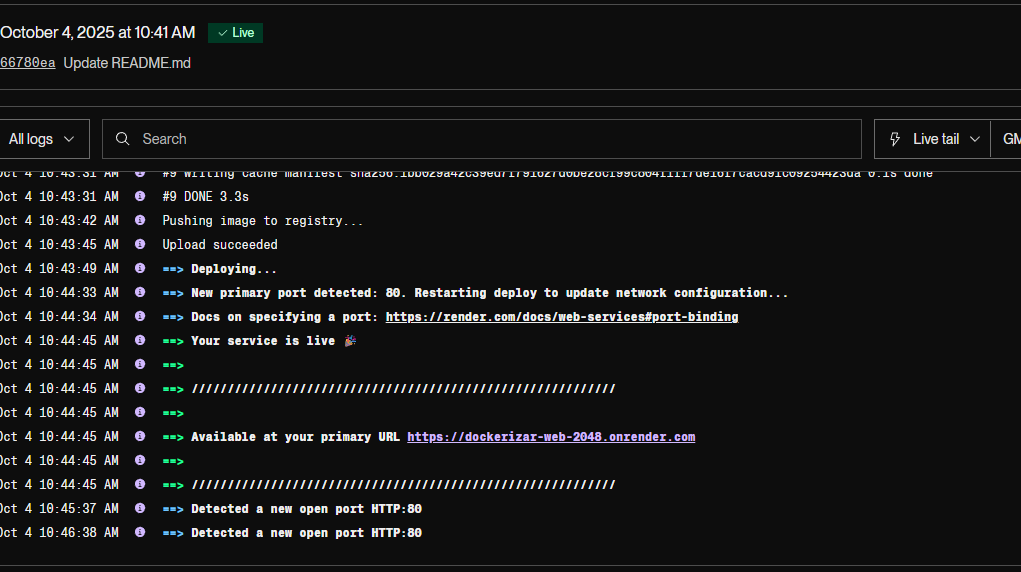 October 4, 2025 at 10:41 AM Live
66780ea Update README.md
All logs Search Live tail GM
Oct 4 10:43:31 AM #9 writing cache manifest 0.1s done
Oct 4 10:43:31 AM #9 DONE 3.3s
Oct 4 10:43:42 AM Pushing image to registry...
Oct 4 10:43:45 AM Upload succeeded
Oct 4 10:43:49 AM ==> Deploying...
Oct 4 10:44:33 AM ==> New primary port detected: 80. Restarting deploy to update network configuration...
Oct 4 10:44:34 AM ==> Docs on specifying a port: https://render.com/docs/web-services#port-binding
Oct 4 10:44:45 AM ==> Your service is live 🎉
Oct 4 10:44:45 AM ==>
Oct 4 10:44:45 AM ==> ///////////////////////////////////////////////////////////
Oct 4 10:44:45 AM ==>
Oct 4 10:44:45 AM ==> Available at your primary URL https://dockerizar-web-2048.onrender.com
Oct 4 10:44:45 AM ==>
Oct 4 10:44:45 AM ==> ///////////////////////////////////////////////////////////
Oct 4 10:45:37 AM ==> Detected a new open port HTTP:80
Oct 4 10:46:38 AM ==> Detected a new open port HTTP:80